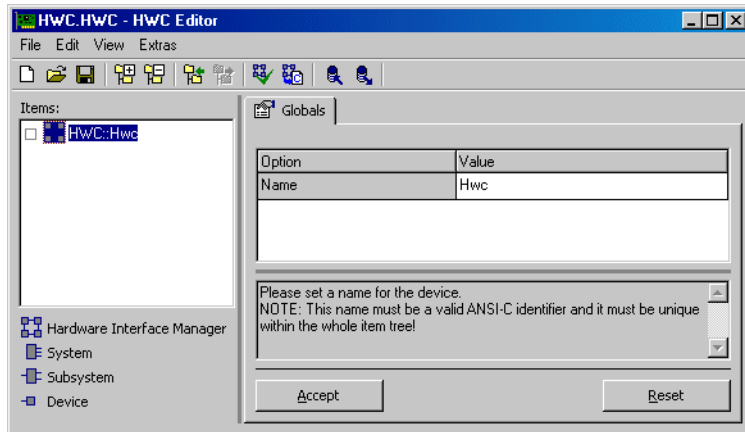 HWC.HWC - HWC Editor
File Edit View Extras
Items:
HWC::Hwc
Hardware Interface Manager
System
Subsystem
Device
Globals
Option Value
Name Hwc
Please set a name for the device.
NOTE: This name must be a valid ANSI-C identifier and it must be unique
within the whole item tree!
Accept Reset